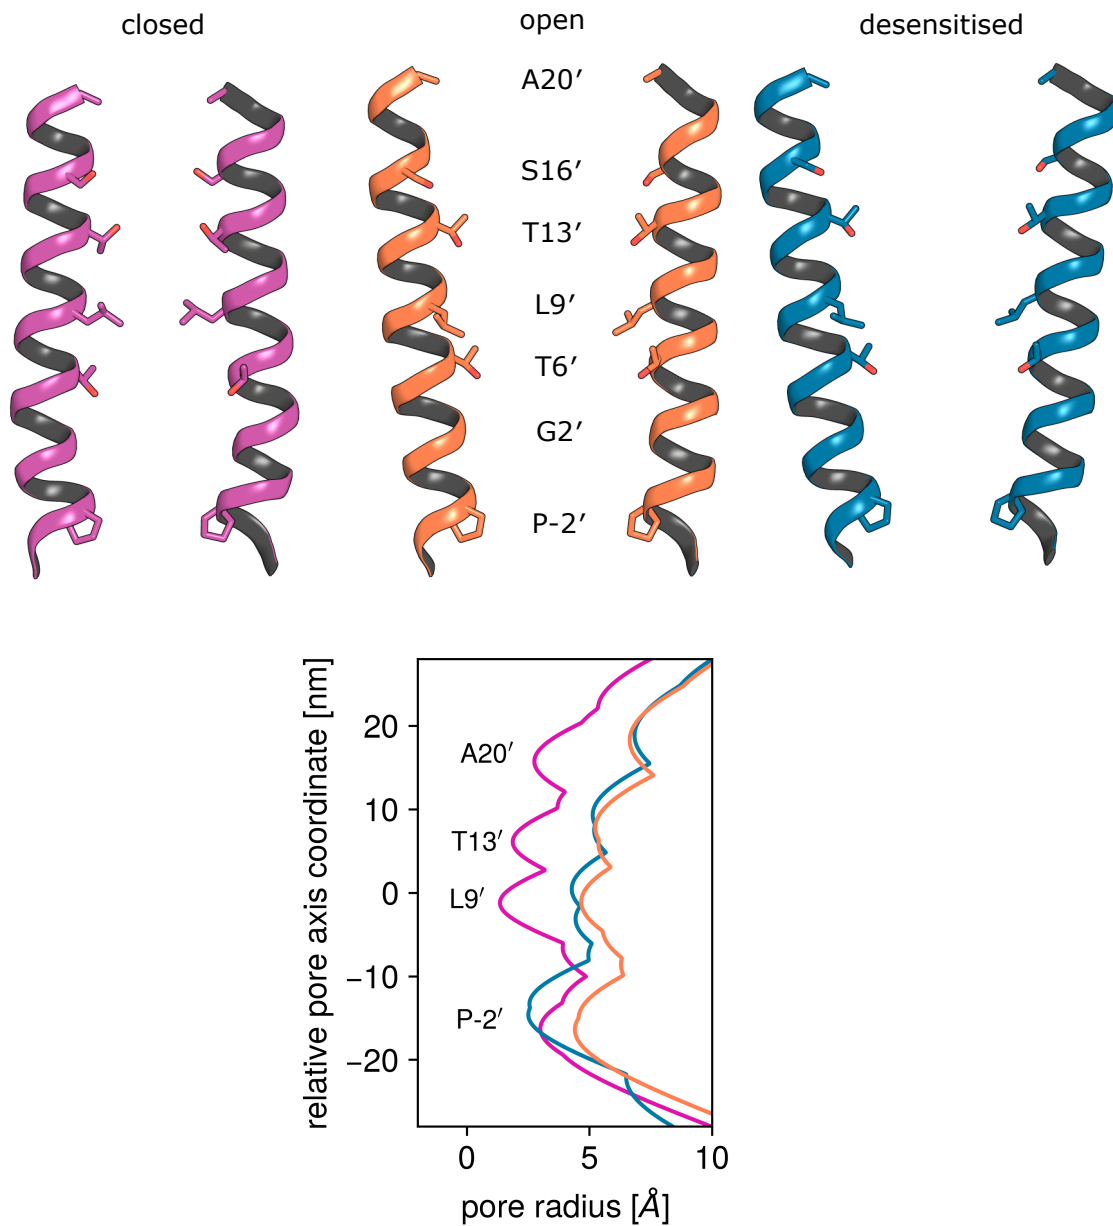 closed
open
desensitised
A20′
S16′
T13′
L9′
T6′
G2′
P-2′
relative pore axis coordinate [nm]
20
10
0
−10
−20
A20′
T13′
L9′
P-2′
0
5
10
pore radius [Å]